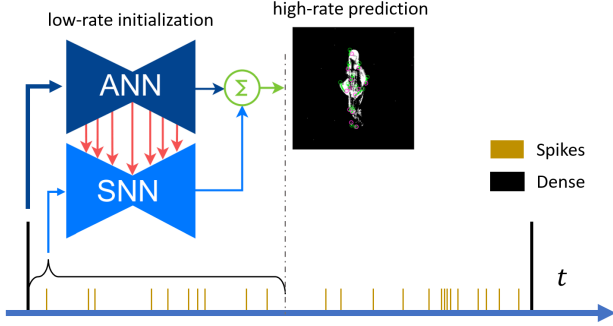 low-rate initialization
high-rate prediction
ANN
Σ
SNN
Spikes
Dense
t